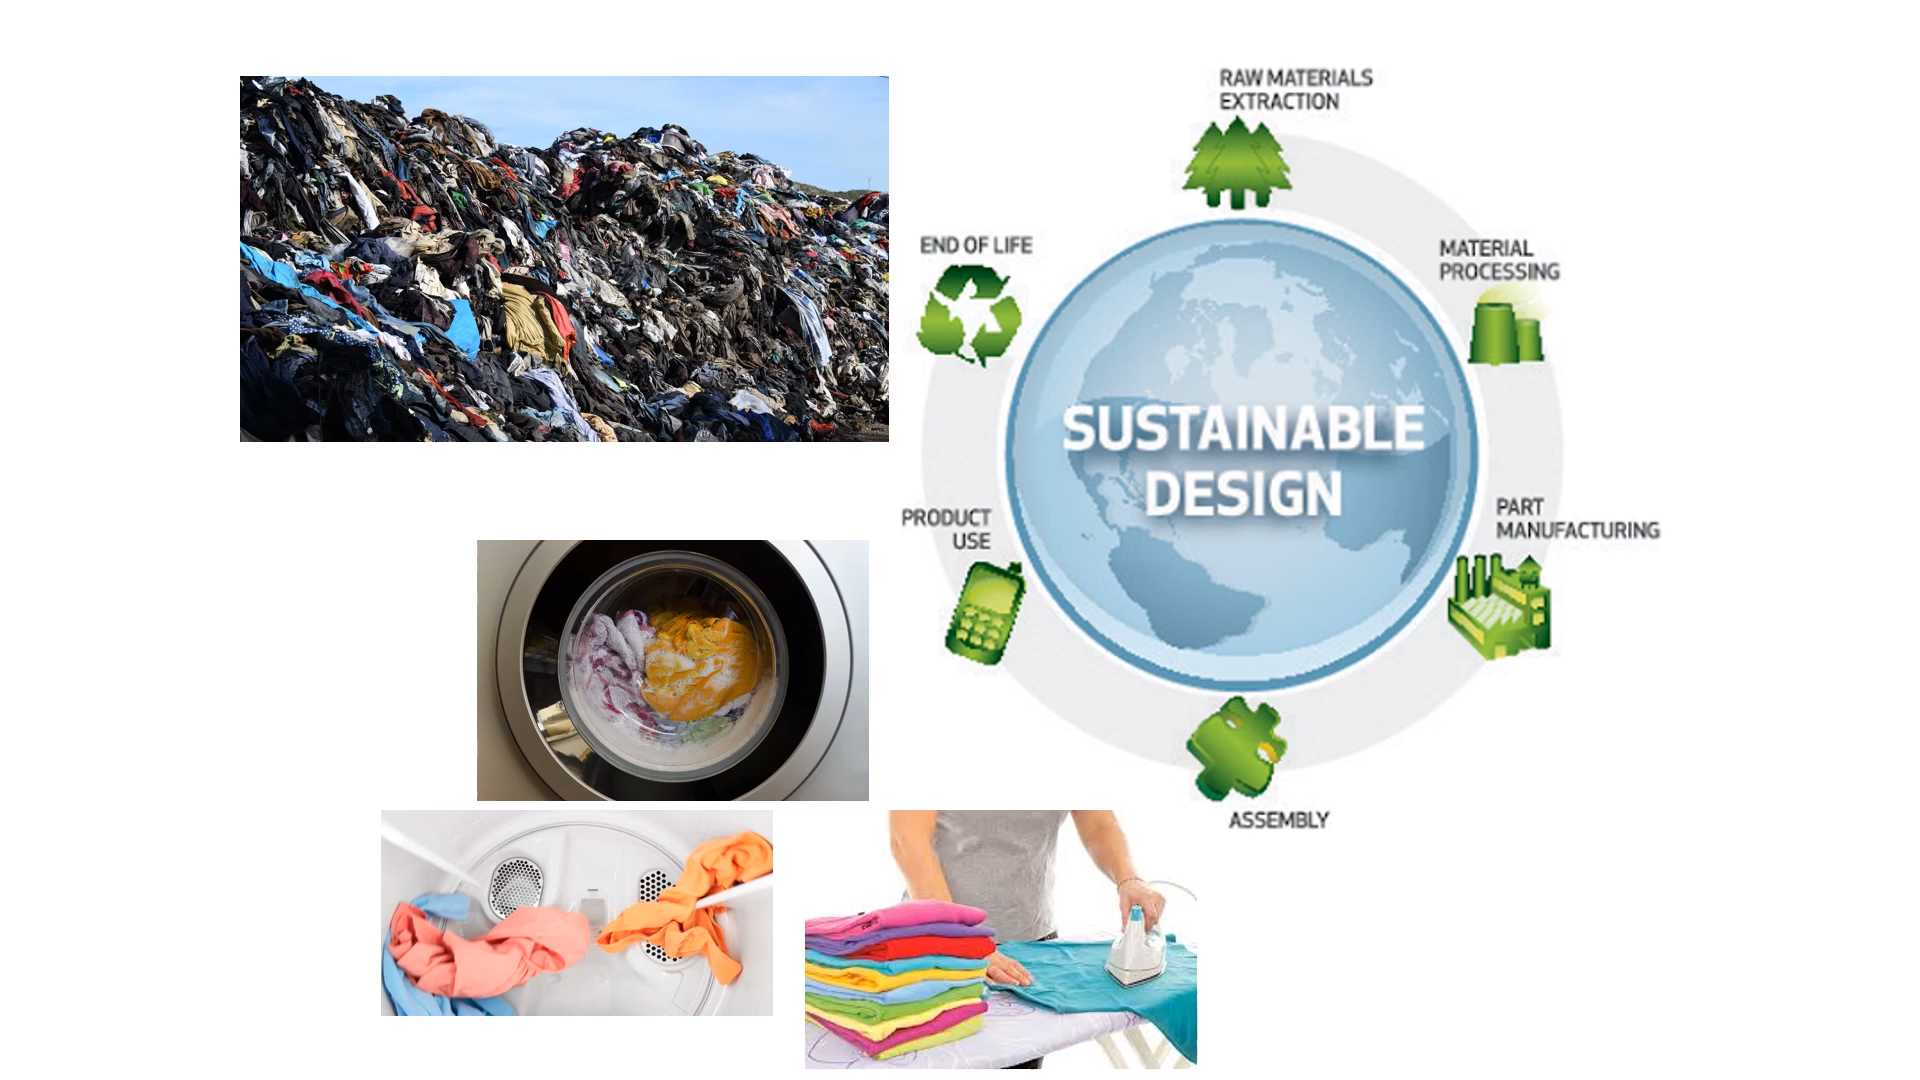 RAW MATERIALS
EXTRACTION
END OF LIFE
MATERIAL
PROCESSING
SUSTAINABLE
DESIGN
PRODUCT
USE
PART
MANUFACTURING
ASSEMBLY